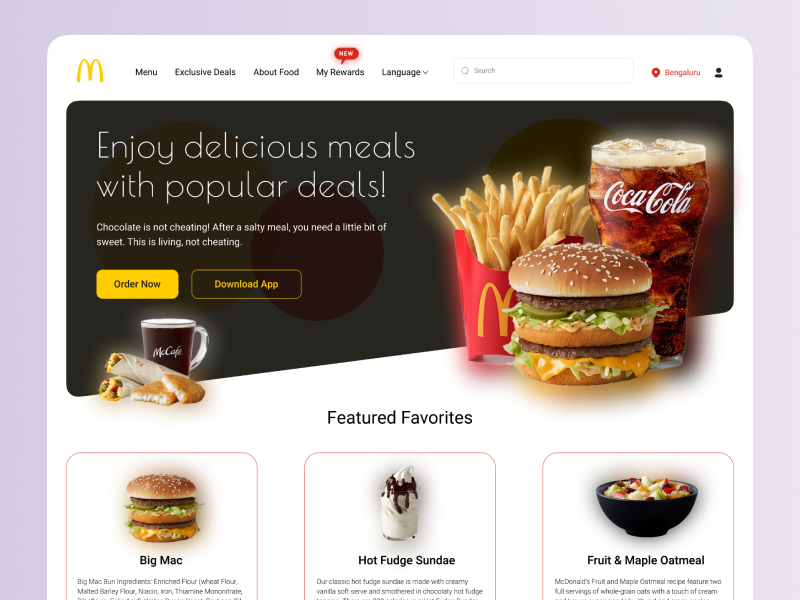 NEW
Menu
Exclusive Deals
About Food
My Rewards
Language
Search
Bengaluru
Enjoy delicious meals
with popular deals!
Chocolate is not cheating! After a salty meal, you need a little bit of
sweet. This is living, not cheating.
Order Now
Download App
Coca-Cola
McCafé
Featured Favorites
Big Mac
Big Mac Bun Ingredients: Enriched Flour (wheat Flour,
Malted Barley Flour, Niacin, Iron, Thiamine Mononitrate,
Hot Fudge Sundae
Our classic hot fudge sundae is made with creamy
vanilla soft serve and smothered in chocolaty hot fudge
Fruit & Maple Oatmeal
McDonald's Fruit and Maple Oatmeal recipe feature two
full servings of whole-grain oats with a touch of cream